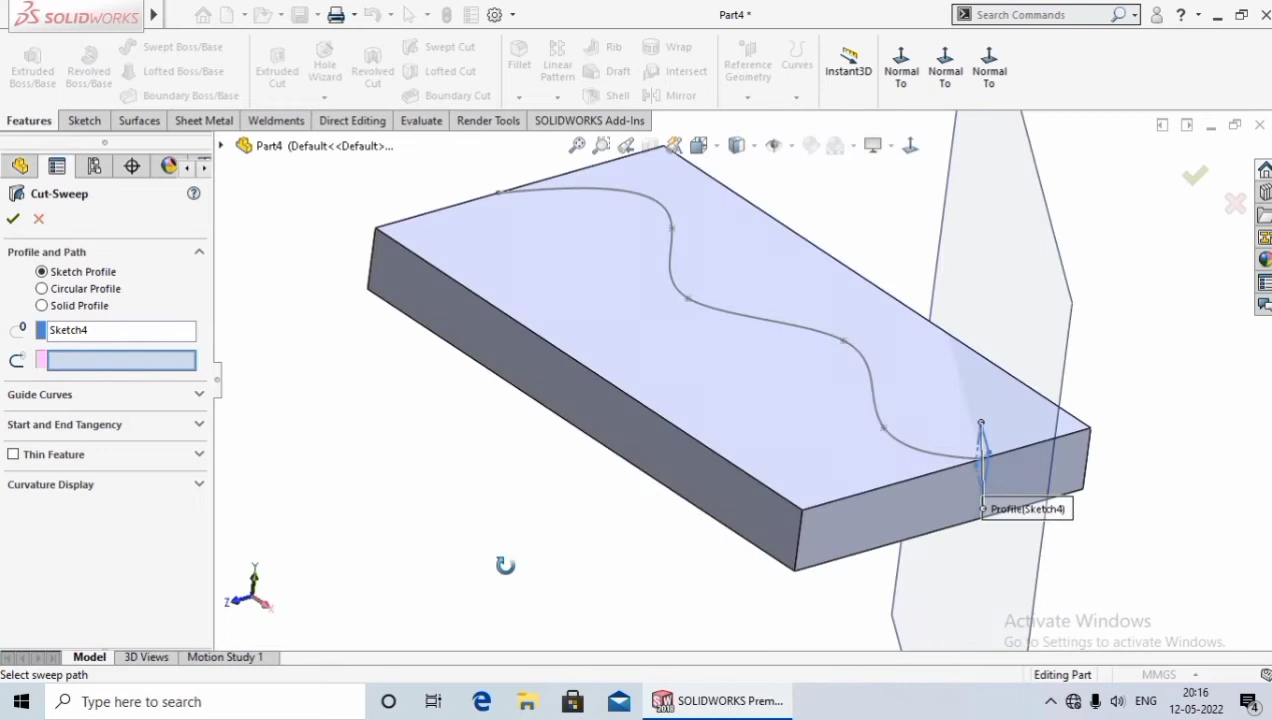 SOLIDWORKS
Part4 *
Search Commands
Extruded Boss/Base
Revolved Boss/Base
Swept Boss/Base
Lofted Boss/Base
Boundary Boss/Base
Extruded Cut
Hole Wizard
Revolved Cut
Swept Cut
Lofted Cut
Boundary Cut
Fillet
Linear Pattern
Rib
Draft
Shell
Wrap
Intersect
Mirror
Reference Geometry
Curves
Instant3D
Normal To
Normal To
Normal To
Features
Sketch
Surfaces
Sheet Metal
Weldments
Direct Editing
Evaluate
Render Tools
SOLIDWORKS Add-Ins
Part4 (Default<<Default>...
Cut-Sweep
Profile and Path
Sketch Profile
Circular Profile
Solid Profile
Sketch4
Guide Curves
Start and End Tangency
Thin Feature
Curvature Display
Profile(Sketch4)
Y
Z
X
Activate Windows
Go to Settings to activate Windows.
Model
3D Views
Motion Study 1
Select sweep path
Editing Part
MMGS
Type here to search
SOLIDWORKS Prem...
ENG
20:16
12-05-2022
4